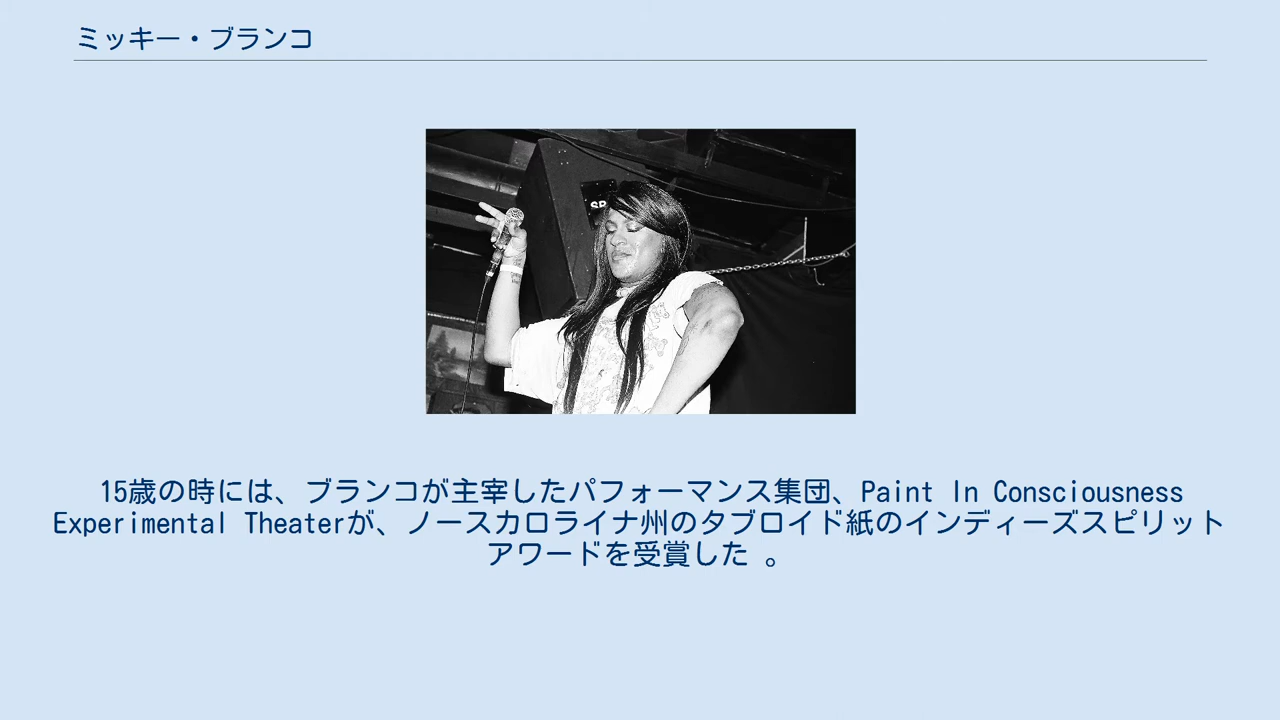 ミッキー・ブランコ
SR
15歳の時には、ブランコが主宰したパフォーマンス集団、Paint In Consciousness
Experimental Theaterが、ノースカロライナ州のタブロイド紙のインディーズスピリット
アワードを受賞した 。